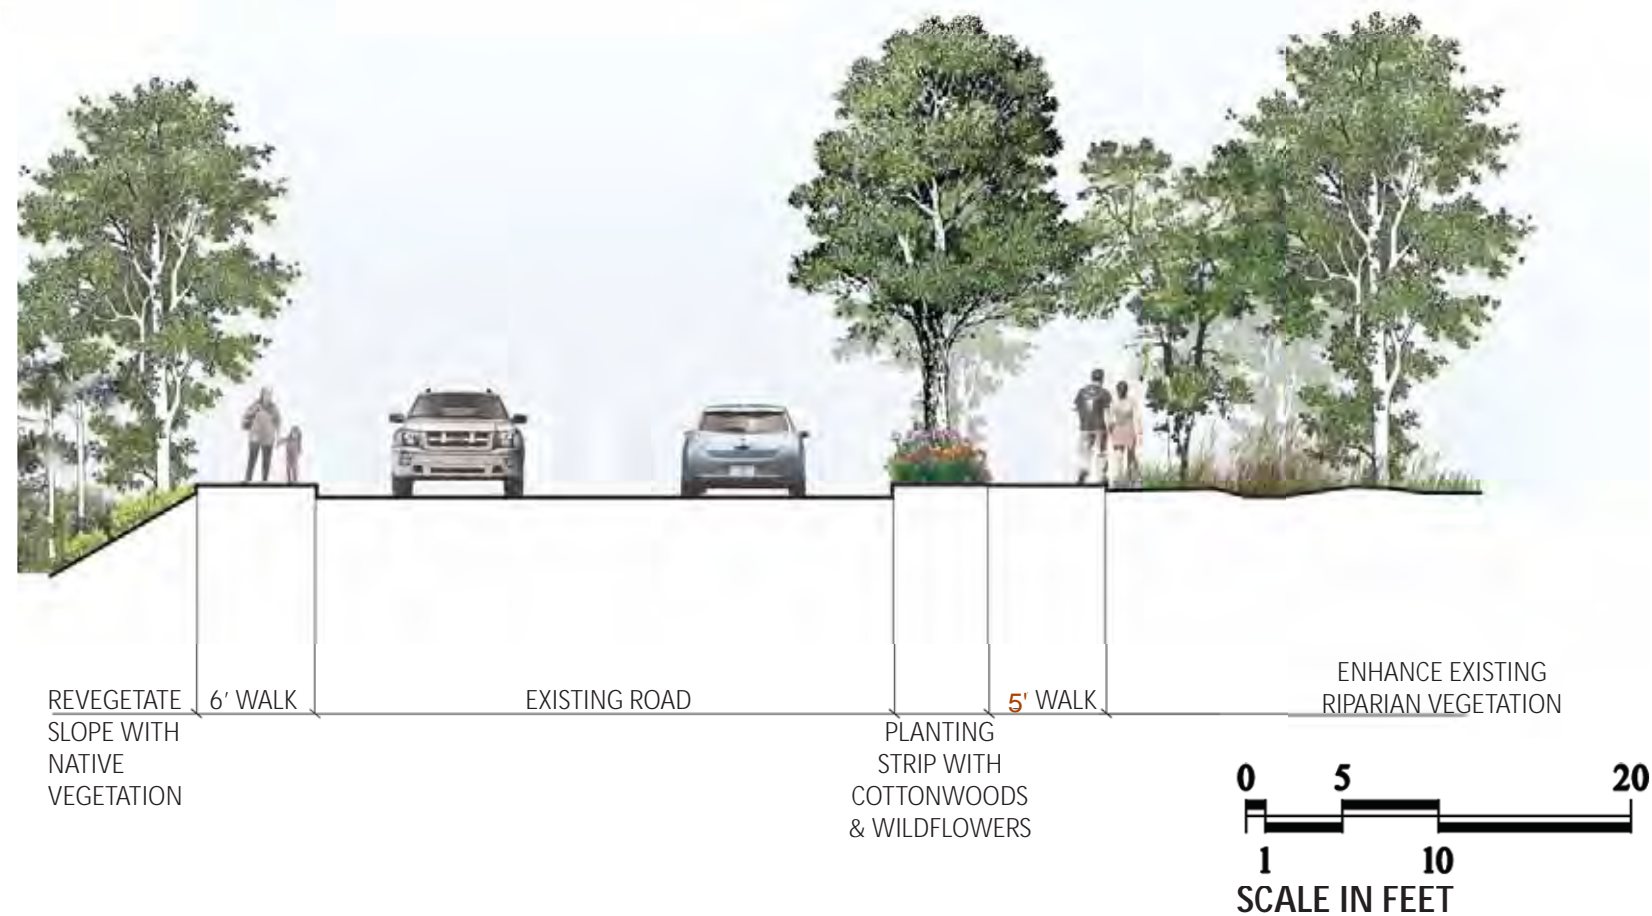 REVEGETATE
SLOPE WITH
NATIVE
VEGETATION
6' WALK
EXISTING ROAD
PLANTING
STRIP WITH
COTTONWOODS
& WILDFLOWERS
5' WALK
ENHANCE EXISTING
RIPARIAN VEGETATION
0 5 20
1 10
SCALE IN FEET